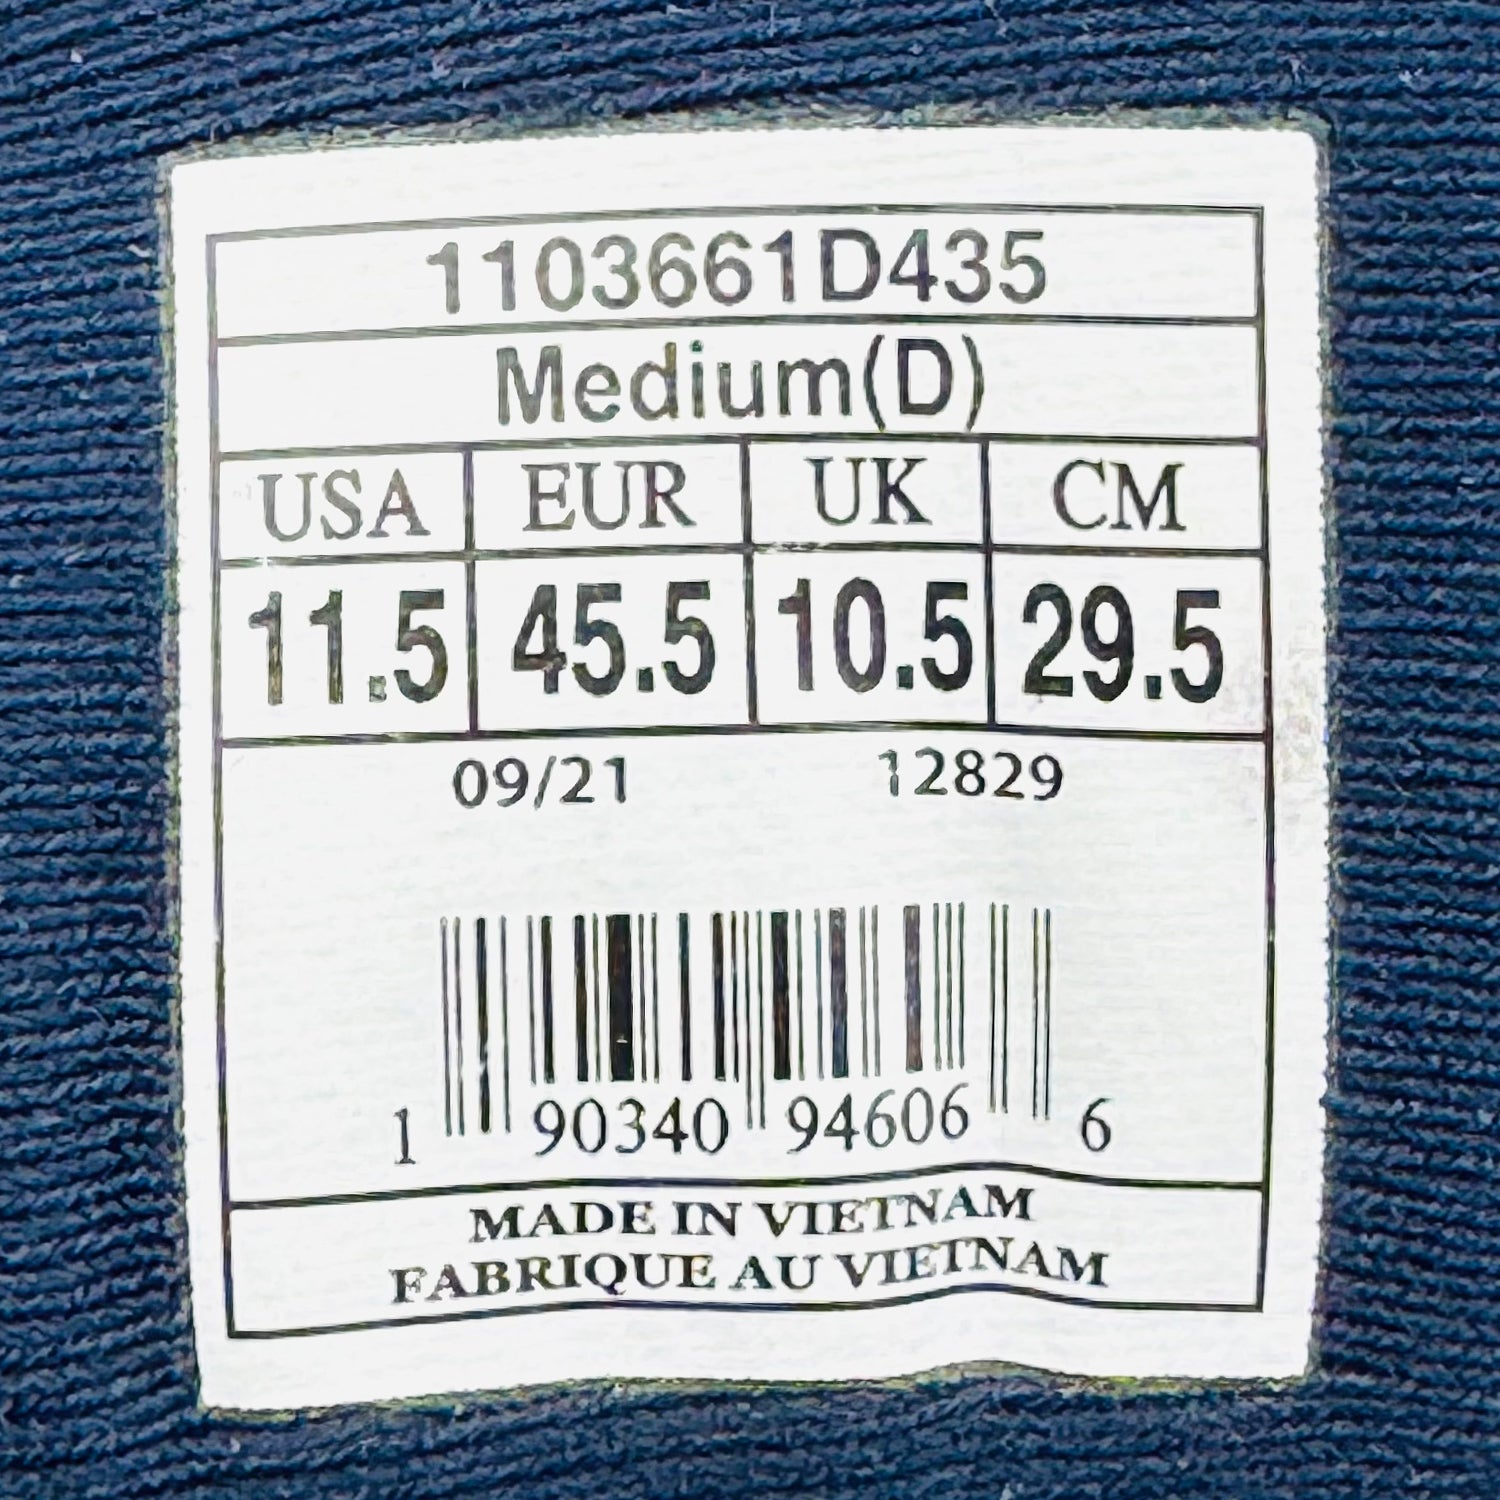 1103661D435
Medium(D)
USA EUR UK CM
11.5 45.5 10.5 29.5
09/21 12829
1 90340 94606 6
MADE IN VIETNAM
FABRIQUE AU VIETNAM